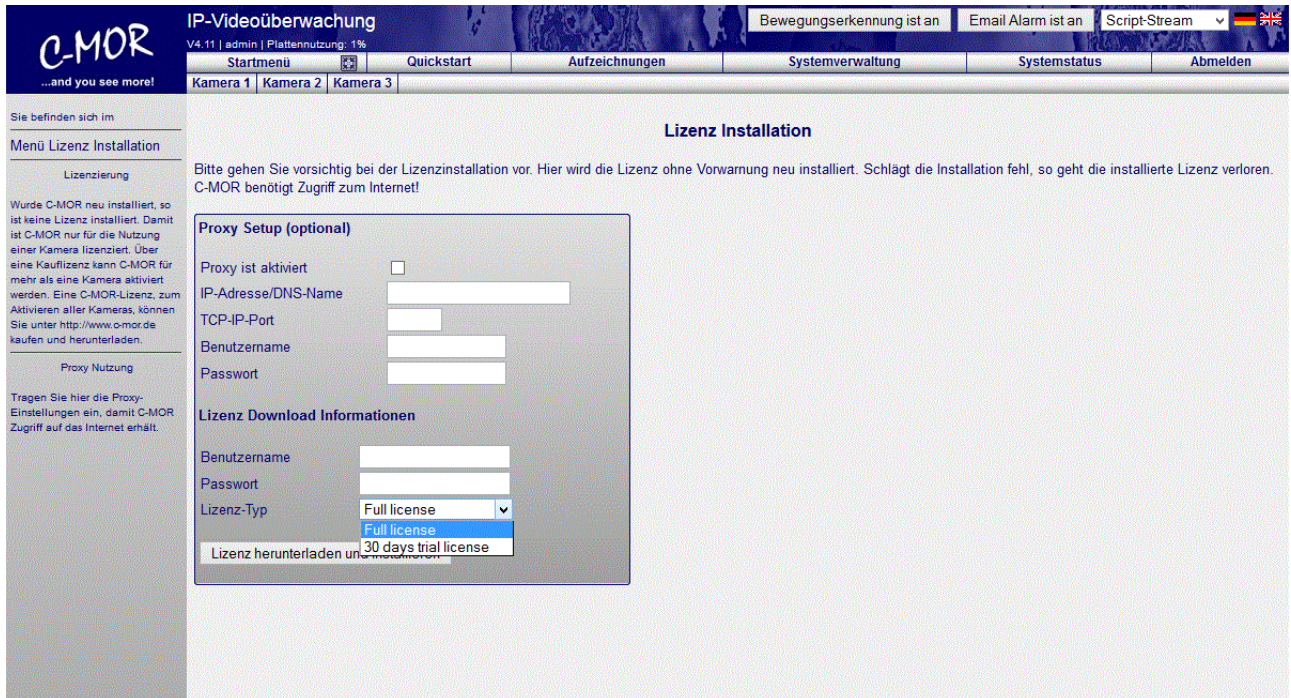 C-MOR
...and you see more!
IP-Videoüberwachung
V4.11 | admin | Plattennutzung: 1%
Bewegungserkennung ist an
Email Alarm ist an
Script-Stream
Startmenü
Quickstart
Aufzeichnungen
Systemverwaltung
Systemstatus
Abmelden
Kamera 1
Kamera 2
Kamera 3
Sie befinden sich im
Menü Lizenz Installation
Lizenzierung
Wurde C-MOR neu installiert, so
ist keine Lizenz installiert. Damit
ist C-MOR nur für die Nutzung
einer Kamera lizenziert. Über
eine Kauflizenz kann C-MOR für
mehr als eine Kamera aktiviert
werden. Eine C-MOR-Lizenz, zum
Aktivieren aller Kameras, können
Sie unter http://www.c-mor.de
kaufen und herunterladen.
Proxy Nutzung
Tragen Sie hier die Proxy-
Einstellungen ein, damit C-MOR
Zugriff auf das Internet erhält.
Lizenz Installation
Bitte gehen Sie vorsichtig bei der Lizenzinstallation vor. Hier wird die Lizenz ohne Vorwarnung neu installiert. Schlägt die Installation fehl, so geht die installierte Lizenz verloren.
C-MOR benötigt Zugriff zum Internet!
Proxy Setup (optional)
Proxy ist aktiviert
IP-Adresse/DNS-Name
TCP-IP-Port
Benutzername
Passwort
Lizenz Download Informationen
Benutzername
Passwort
Lizenz-Typ
Full license
Full license
30 days trial license
Lizenz herunterladen und installieren